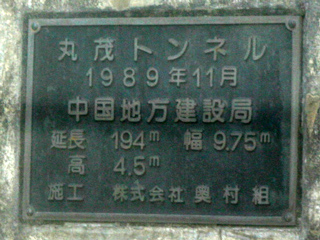 丸茂トンネル
1989年11月
中国地方建設局
延長 194m 幅 9.75m
高 4.5m
施工 株式会社 奥村組